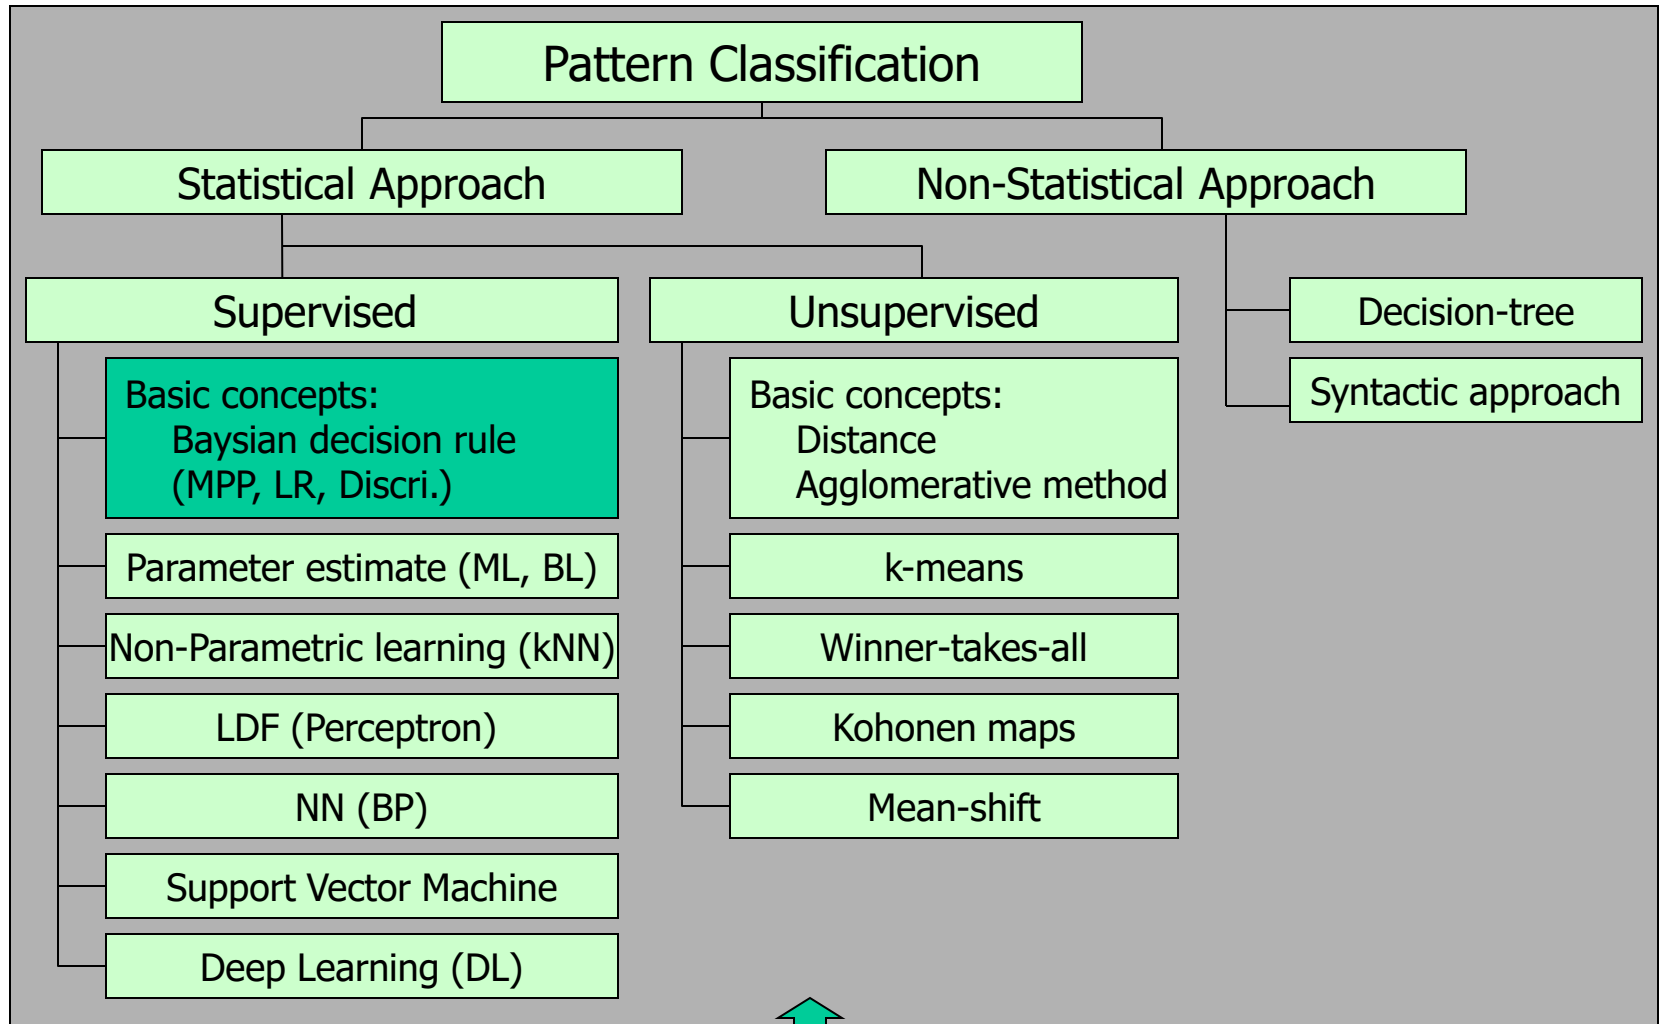 Pattern Classification
Statistical Approach
Non-Statistical Approach
Supervised
Unsupervised
Decision-tree
Syntactic approach
Basic concepts:
Baysian decision rule
(MPP, LR, Discri.)
Parameter estimate (ML, BL)
Non-Parametric learning (kNN)
LDF (Perceptron)
NN (BP)
Support Vector Machine
Deep Learning (DL)
Basic concepts:
Distance
Agglomerative method
k-means
Winner-takes-all
Kohonen maps
Mean-shift